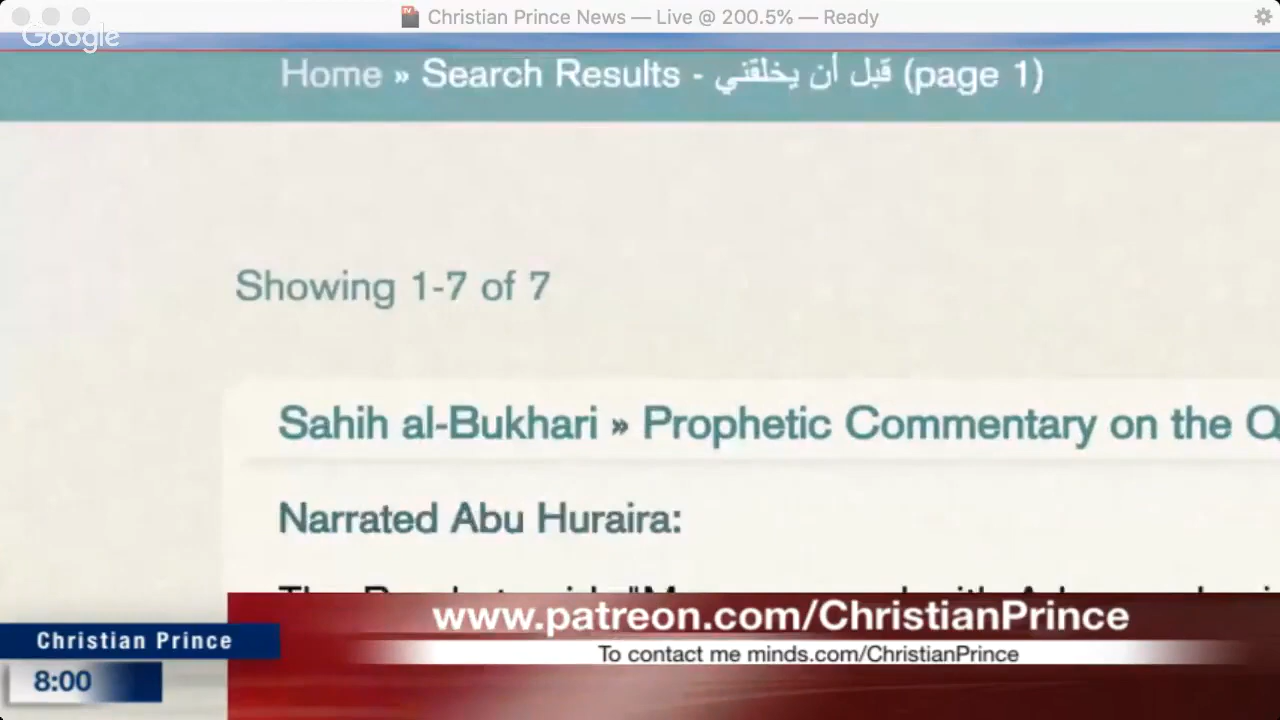 Christian Prince News — Live @ 200.5% — Ready
Google
Home » Search Results - قبل أن يخلقني (page 1)
Showing 1-7 of 7
Sahih al-Bukhari » Prophetic Commentary on the Q
Narrated Abu Huraira:
www.patreon.com/ChristianPrince
Christian Prince
To contact me minds.com/ChristianPrince
8:00